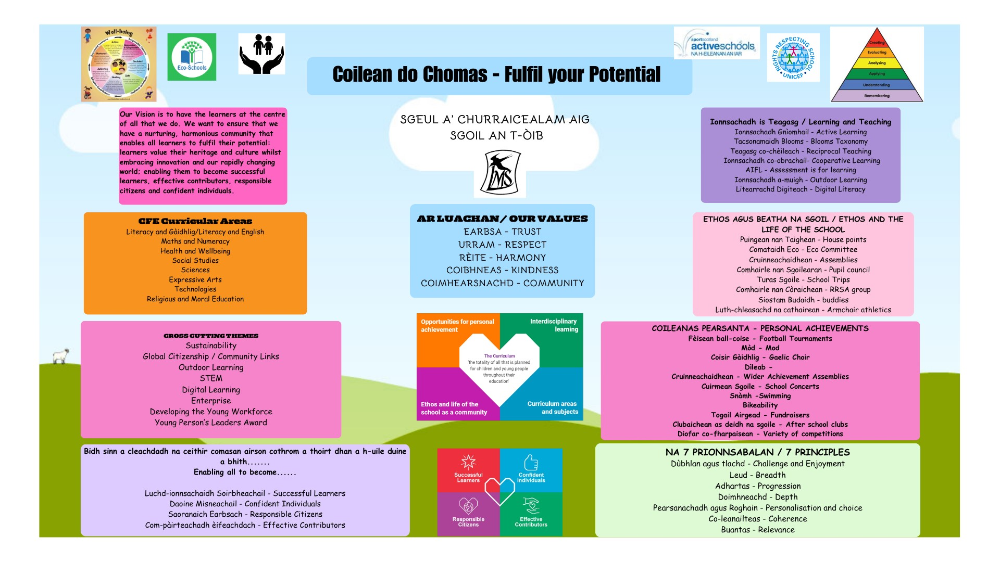 Well-being
Eco-Schools
sportscotland
activeschools
NA H-EILEANAN AN IAR
RIGHTS RESPECTING SCHOOL
• UNICEF •
Creating
Evaluating
Analysing
Applying
Understanding
Remembering
Coilean do Chomas - Fulfil your Potential
SGEUL A' CHURRAICEALAM AIG
SGOIL AN T-ÒIB
LMS
Our Vision is to have the learners at the centre
of all that we do. We want to ensure that we
have a nurturing, harmonious community that
enables all learners to fulfil their potential:
learners value their heritage and culture whilst
embracing innovation and our rapidly changing
world; enabling them to become successful
learners, effective contributors, responsible
citizens and confident individuals.
Ionnsachadh is Teagasg / Learning and Teaching
Ionnsachadh Gnìomhail - Active Learning
Tacsonamaidh Blooms - Blooms Taxonomy
Teagasg co-chèileach - Reciprocal Teaching
Ionnsachadh co-obrachail- Cooperative Learning
AIFL - Assessment is for learning
Ionnsachadh a-muigh - Outdoor Learning
Litearrachd Digiteach - Digital Literacy
CFE Curricular Areas
Literacy and Gàidhlig/Literacy and English
Maths and Numeracy
Health and Wellbeing
Social Studies
Sciences
Expressive Arts
Technologies
Religious and Moral Education
AR LUACHAN/ OUR VALUES
EARBSA - TRUST
URRAM - RESPECT
RÈITE - HARMONY
COIBHNEAS - KINDNESS
COIMHEARSNACHD - COMMUNITY
ETHOS AGUS BEATHA NA SGOIL / ETHOS AND THE
LIFE OF THE SCHOOL
Puingean nan Taighean - House points
Comataidh Eco - Eco Committee
Cruinneachaidhean - Assemblies
Comhairle nan Sgoilearan - Pupil council
Turas Sgoile - School Trips
Comhairle nan Còraichean - RRSA group
Siostam Budaidh - buddies
Luth-chleasachd na cathairean - Armchair athletics
CROSS CUTTING THEMES
Sustainability
Global Citizenship / Community Links
Outdoor Learning
STEM
Digital Learning
Enterprise
Developing the Young Workforce
Young Person's Leaders Award
Opportunities for personal
achievement
Interdisciplinary
learning
The Curriculum
'the totality of all that is planned
for children and young people
throughout their
education'
Ethos and life of the
school as a community
Curriculum areas
and subjects
COILEANAS PEARSANTA - PERSONAL ACHIEVEMENTS
Fèisean ball-coise - Football Tournaments
Mòd - Mod
Coisir Gàidhlig - Gaelic Choir
Dìleab -
Cruinneachaidhean - Wider Achievement Assemblies
Cuirmean Sgoile - School Concerts
Snàmh -Swimming
Bikeability
Togail Airgead - Fundraisers
Clubaichean as deidh na sgoile - After school clubs
Diofar co-fharpaisean - Variety of competitions
Bidh sinn a cleachdadh na ceithir comasan airson cothrom a thoirt dhan a h-uile duine
a bhith.......
Enabling all to become......
Luchd-ionnsachaidh Soirbheachail - Successful Learners
Daoine Misneachail - Confident Individuals
Saoranaich Earbsach - Responsible Citizens
Com-pàirteachadh èifeachdach - Effective Contributors
Successful
Learners
Confident
Individuals
Responsible
Citizens
Effective
Contributors
NA 7 PRIONNSABALAN / 7 PRINCIPLES
Dùbhlan agus tlachd - Challenge and Enjoyment
Leud - Breadth
Adhartas - Progression
Doimhneachd - Depth
Pearsanachadh agus Roghain - Personalisation and choice
Co-leanailteas - Coherence
Buantas - Relevance